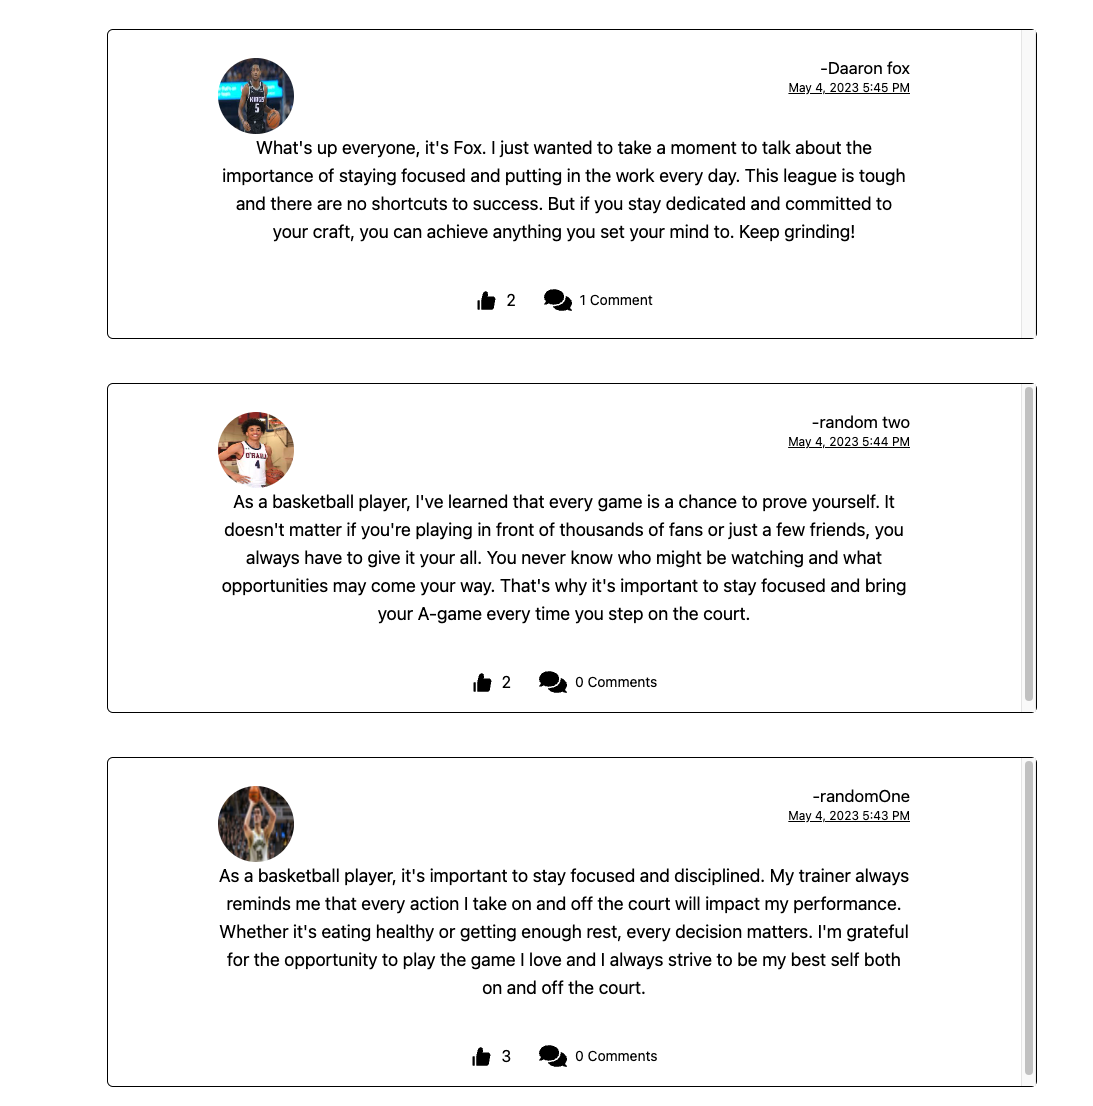 -Daaron fox
May 4, 2023 5:45 PM
KINGS
5
What's up everyone, it's Fox. I just wanted to take a moment to talk about the
importance of staying focused and putting in the work every day. This league is tough
and there are no shortcuts to success. But if you stay dedicated and committed to
your craft, you can achieve anything you set your mind to. Keep grinding!
2
1 Comment
-random two
May 4, 2023 5:44 PM
O'HARA
4
As a basketball player, I've learned that every game is a chance to prove yourself. It
doesn't matter if you're playing in front of thousands of fans or just a few friends, you
always have to give it your all. You never know who might be watching and what
opportunities may come your way. That's why it's important to stay focused and bring
your A-game every time you step on the court.
2
0 Comments
-randomOne
May 4, 2023 5:43 PM
As a basketball player, it's important to stay focused and disciplined. My trainer always
reminds me that every action I take on and off the court will impact my performance.
Whether it's eating healthy or getting enough rest, every decision matters. I'm grateful
for the opportunity to play the game I love and I always strive to be my best self both
on and off the court.
3
0 Comments